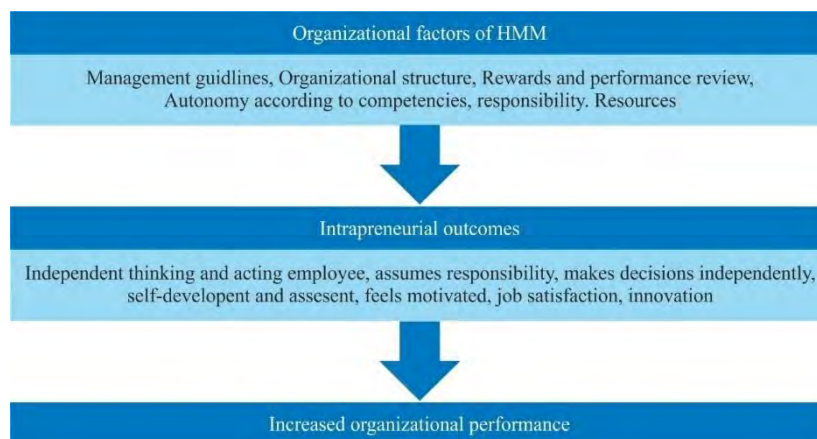 Organizational factors of HMM
Management guidlines, Organizational structure, Rewards and performance review,
Autonomy according to competencies, responsibility. Resources
Intrapreneurial outcomes
Independent thinking and acting employee, assumes responsibility, makes decisions independently,
self-developent and assesent, feels motivated, job satisfaction, innovation
Increased organizational performance